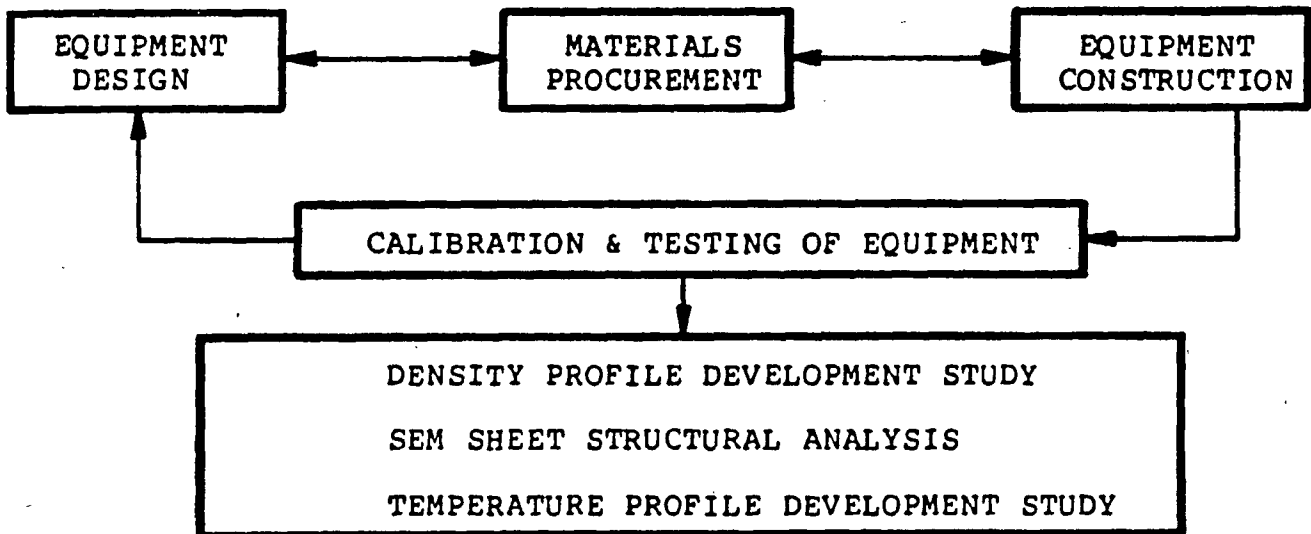 EQUIPMENT
DESIGN
MATERIALS
PROCUREMENT
EQUIPMENT
CONSTRUCTION
CALIBRATION & TESTING OF EQUIPMENT
DENSITY PROFILE DEVELOPMENT STUDY
SEM SHEET STRUCTURAL ANALYSIS
TEMPERATURE PROFILE DEVELOPMENT STUDY